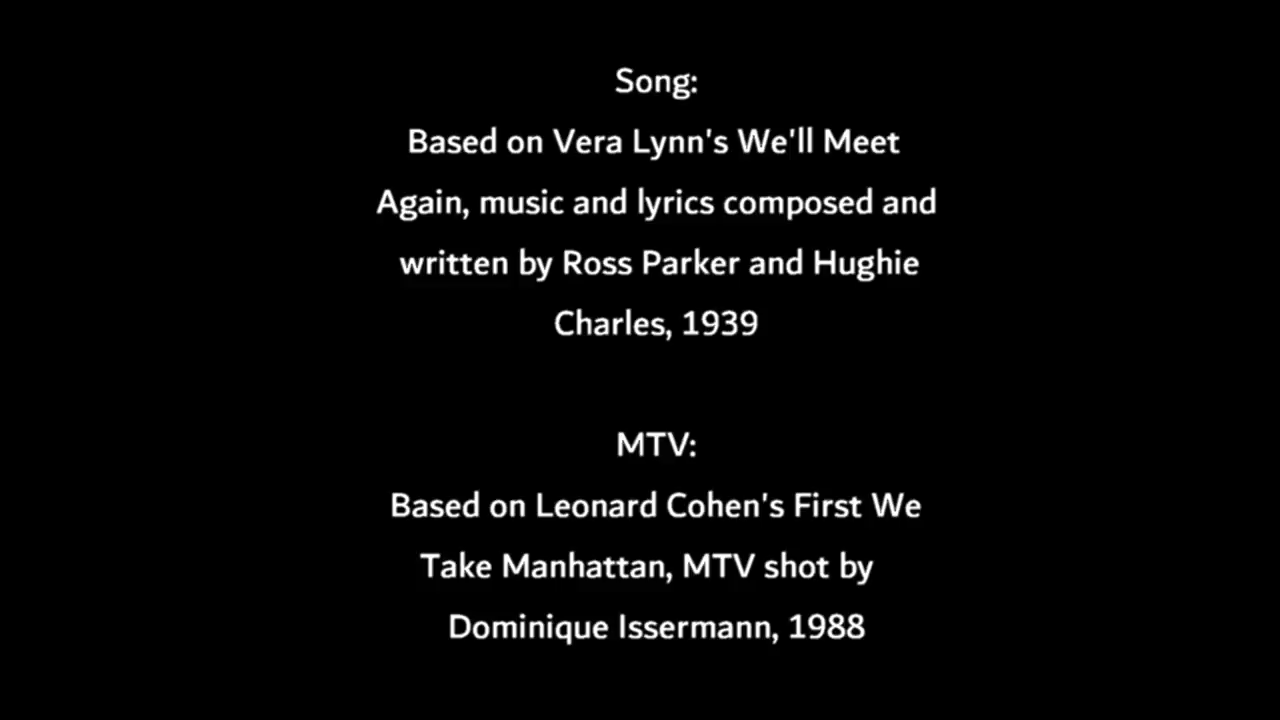 Song:
Based on Vera Lynn's We'll Meet
Again, music and lyrics composed and
written by Ross Parker and Hughie
Charles, 1939
MTV:
Based on Leonard Cohen's First We
Take Manhattan, MTV shot by
Dominique Issermann, 1988